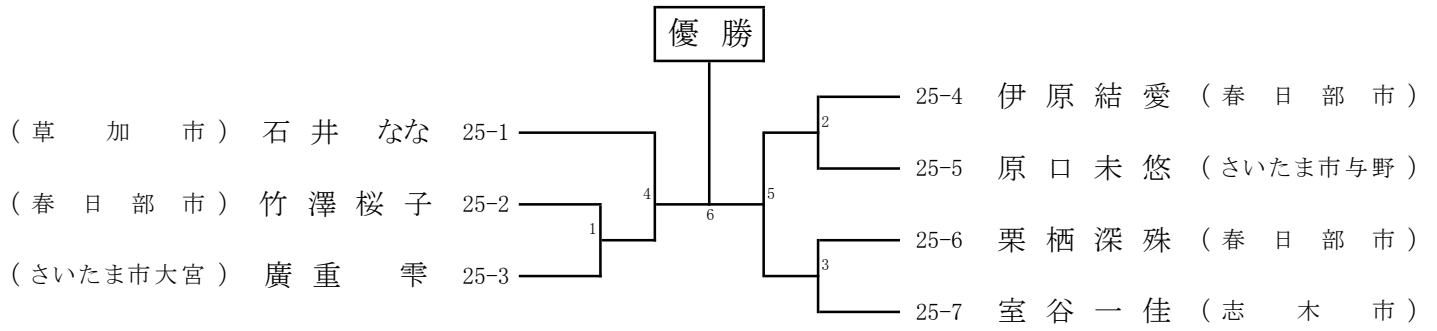 優 勝
(草加市) 石井 なな 25-1
(春日部市) 竹澤桜子 25-2
(さいたま市大宮) 廣重 雫 25-3
1
4
6
5
2
3
25-4 伊原結愛 (春日部市)
25-5 原口未悠 (さいたま市与野)
25-6 栗栖深殊 (春日部市)
25-7 室谷一佳 (志木市)